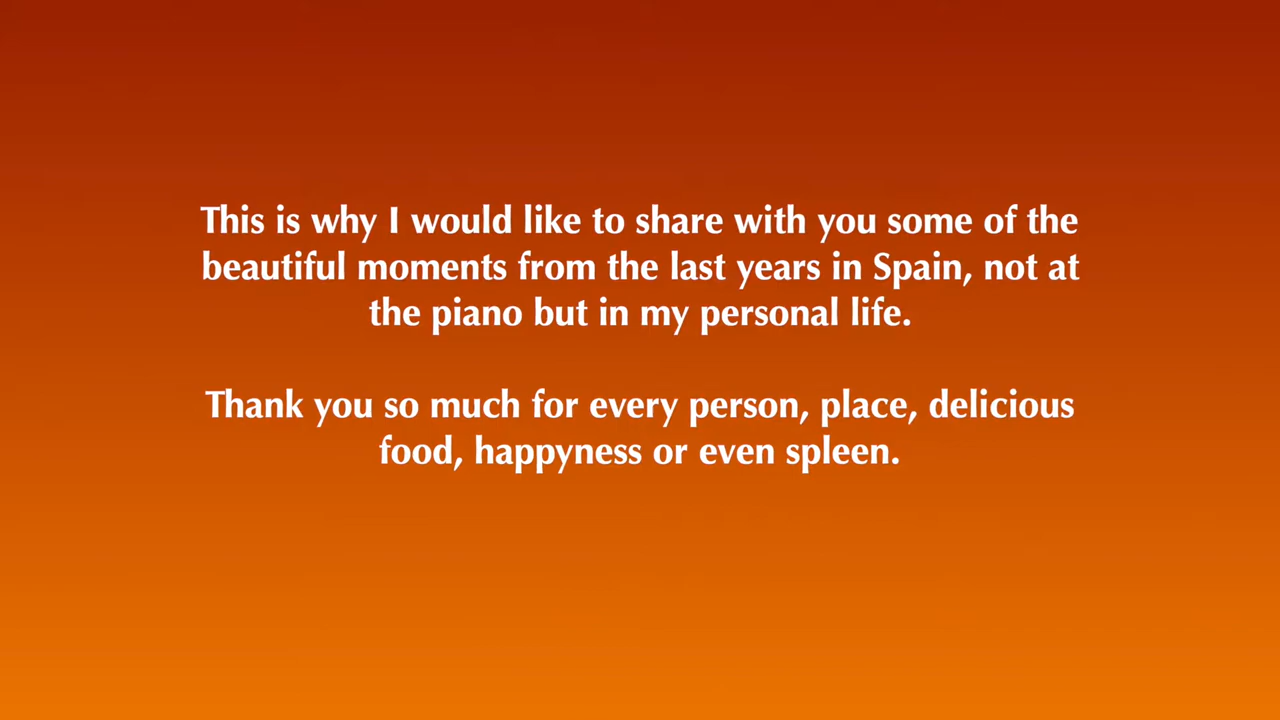 This is why I would like to share with you some of the
beautiful moments from the last years in Spain, not at
the piano but in my personal life.
Thank you so much for every person, place, delicious
food, happyness or even spleen.